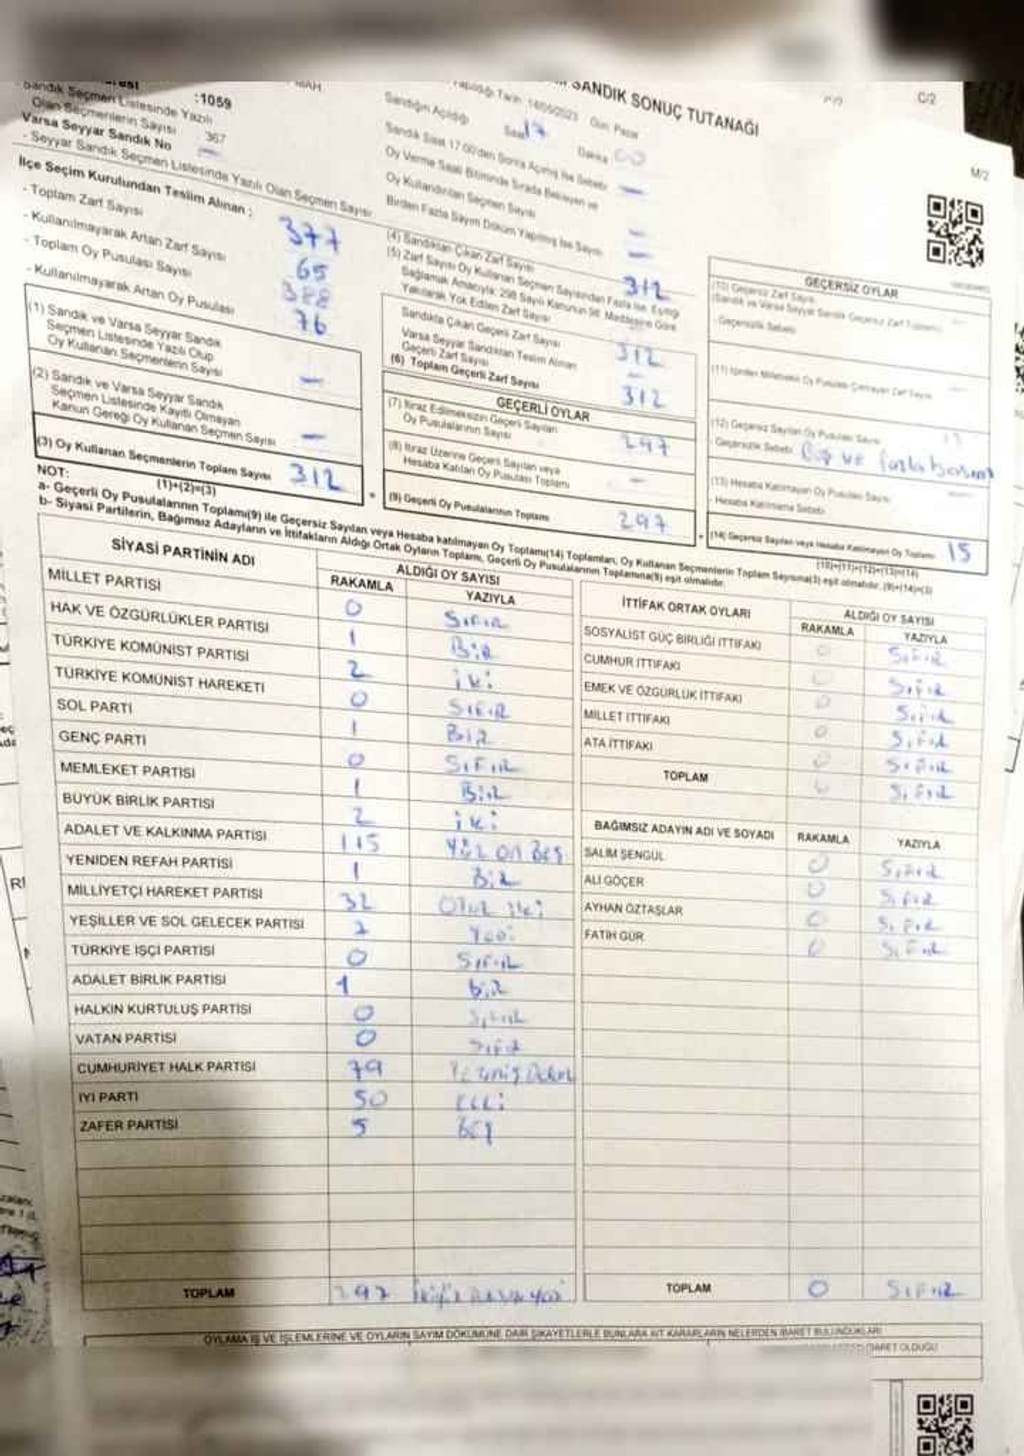 SANDIK SONUÇ TUTANAĞI
C/2
M/2
:1059
Sandık Seçmen Listesinde Yazılı
Olan Seçmenlerin Sayısı 367
Varsa Seyyar Sandık No —
- Seyyar Sandık Seçmen Listesinde Yazılı Olan Seçmen Sayısı
Yapıldığı Tarih: 14/05/2023 Gün: Pazar
Sandığın Açıldığı Saat 17 Dakika 00
Sandık Saat 17.00'den Sonra Açılmış İse Sebebi —
Oy Verme Saati Bitiminde Sırada Bekleyen ve
Oy Kullandırılan Seçmen Sayısı —
Birden Fazla Sayım Döküm Yapılmış İse Sayısı —
İlçe Seçim Kurulundan Teslim Alınan :
- Toplam Zarf Sayısı 377
- Kullanılmayarak Artan Zarf Sayısı 65
- Toplam Oy Pusulası Sayısı 388
- Kullanılmayarak Artan Oy Pusulası 76
(1) Sandık ve Varsa Seyyar Sandık
Seçmen Listesinde Yazılı Olup
Oy Kullanan Seçmenlerin Sayısı —
(2) Sandık ve Varsa Seyyar Sandık
Seçmen Listesinde Kayıtlı Olmayan
Kanun Gereği Oy Kullanan Seçmen Sayısı —
(3) Oy Kullanan Seçmenlerin Toplam Sayısı 312
(1)+(2)=(3)
(4) Sandıktan Çıkan Zarf Sayısı 312
(5) Zarf Sayısı Oy Kullanan Seçmen Sayısından Fazla İse, Eşitliği
Sağlamak Amacıyla; 298 Sayılı Kanunun 98. Maddesine Göre
Yakılarak Yok Edilen Zarf Sayısı
Sandıkta Çıkan Geçerli Zarf Sayısı 312
Varsa Seyyar Sandıktan Teslim Alınan
Geçerli Zarf Sayısı —
(6) Toplam Geçerli Zarf Sayısı 312
GEÇERLİ OYLAR
(7) İtiraz Edilmeksizin Geçerli Sayılan
Oy Pusulalarının Sayısı 297
(8) İtiraz Üzerine Geçerli Sayılan veya
Hesaba Katılan Oy Pusulası Toplamı —
(9) Geçerli Oy Pusulalarının Toplamı 297
GEÇERSİZ OYLAR
(10) Geçersiz Zarf Sayısı
(Sandık ve Varsa Seyyar Sandık Geçersiz Zarf Toplamı)
- Geçersizlik Sebebi
(12) Geçersiz Sayılan Oy Pusulası Sayısı
- Geçersizlik Sebebi
(13) Hesaba Katılmayan Oy Pusulası Sayısı
- Hesaba Katılmama Sebebi
(14) Geçersiz Sayılan veya Hesaba Katılmayan Oy Toplamı 15
(10)+(11)+(12)+(13)=(14)
NOT:
a- Geçerli Oy Pusulalarının Toplamı(9) ile Geçersiz Sayılan veya Hesaba katılmayan Oy Toplamı(14) Toplamları, Oy Kullanan Seçmenlerin Toplam Sayısına(3) eşit olmalıdır. (9)+(14)=(3)
b- Siyasi Partilerin, Bağımsız Adayların ve İttifakların Aldığı Ortak Oyların Toplamı, Geçerli Oy Pusulalarının Toplamına(9) eşit olmalıdır.
SİYASİ PARTİNİN ADI ALDIĞI OY SAYISI
RAKAMLA YAZIYLA
MİLLET PARTİSİ 0 Sıfır
HAK VE ÖZGÜRLÜKLER PARTİSİ 1 Bir
TÜRKİYE KOMÜNİST PARTİSİ 2 iki
TÜRKİYE KOMÜNİST HAREKETİ 0 Sıfır
SOL PARTİ 1 Bir
GENÇ PARTİ 0 Sıfır
MEMLEKET PARTİSİ 1 Bir
BÜYÜK BİRLİK PARTİSİ 2 iki
ADALET VE KALKINMA PARTİSİ 115 Yüz on Beş
YENİDEN REFAH PARTİSİ 1 Bir
MİLLİYETÇİ HAREKET PARTİSİ 32 Otuz iki
YEŞİLLER VE SOL GELECEK PARTİSİ 7 Yedi
TÜRKİYE İŞÇİ PARTİSİ 0 Sıfır
ADALET BİRLİK PARTİSİ 1 bir
HALKIN KURTULUŞ PARTİSİ 0 Sıfır
VATAN PARTİSİ 0 Sıfır
CUMHURİYET HALK PARTİSİ 79 Yetmiş Dokuz
İYİ PARTİ 50 Elli
ZAFER PARTİSİ 5 beş
TOPLAM 297 ikiyüz Doksan yedi
İTTİFAK ORTAK OYLARI ALDIĞI OY SAYISI
RAKAMLA YAZIYLA
SOSYALİST GÜÇ BİRLİĞİ İTTİFAKI 0 Sıfır
CUMHUR İTTİFAKI 0 Sıfır
EMEK VE ÖZGÜRLÜK İTTİFAKI 0 Sıfır
MİLLET İTTİFAKI 0 Sıfır
ATA İTTİFAKI 0 Sıfır
TOPLAM 0 Sıfır
BAĞIMSIZ ADAYIN ADI VE SOYADI RAKAMLA YAZIYLA
SALİM ŞENGÜL 0 Sıfır
ALİ GÖÇER 0 Sıfır
AYHAN ÖZTAŞLAR 0 Sıfır
FATİH GÜR 0 Sıfır
TOPLAM 0 Sıfır
OYLAMA İŞ VE İŞLEMLERİNE VE OYLARIN SAYIM DÖKÜMÜNE DAİR ŞİKAYETLERLE BUNLARA AİT KARARLARIN NELERDEN İBARET BULUNDUKLARI